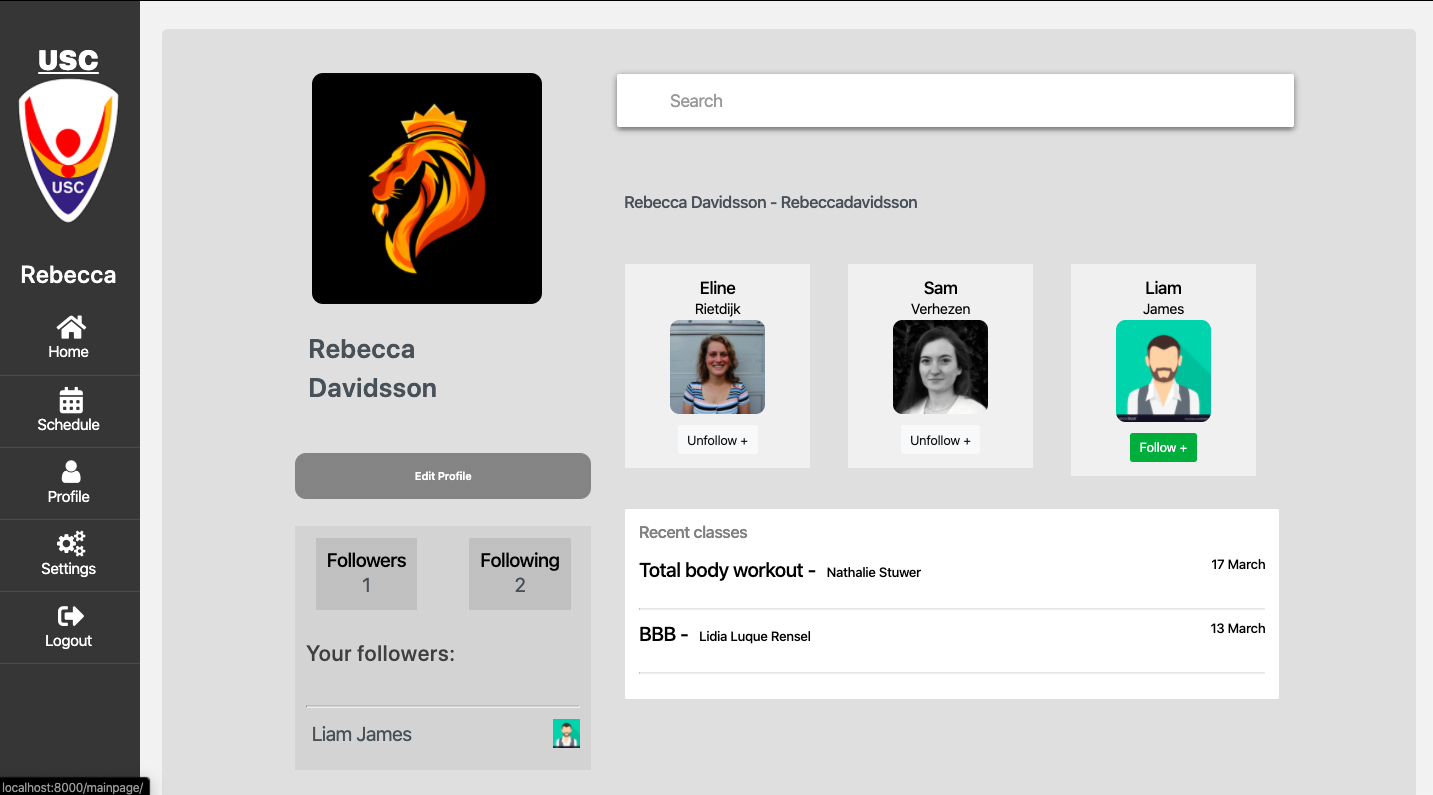 USC
USC
Rebecca
Home
Schedule
Profile
Settings
Logout
localhost:8000/mainpage/
Rebecca
Davidsson
Edit Profile
Followers
1
Following
2
Your followers:
Liam James
Search
Rebecca Davidsson - Rebeccadavidsson
Eline
Rietdijk
Unfollow +
Sam
Verhezen
Unfollow +
Liam
James
Follow +
Recent classes
Total body workout - Nathalie Stuwer
17 March
BBB - Lidia Luque Rensel
13 March